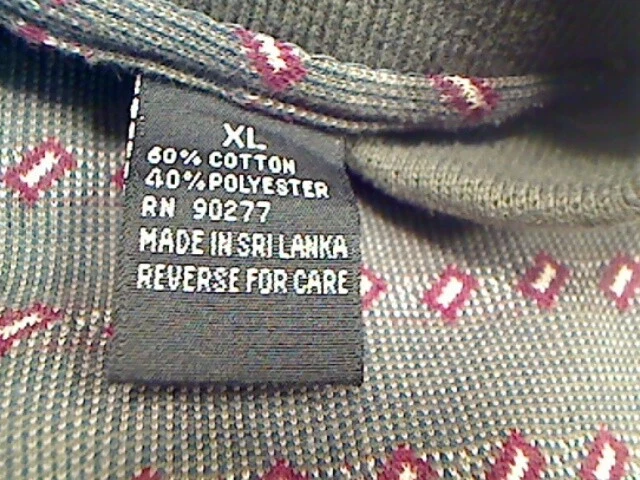 XL
60% COTTON
40% POLYESTER
RN 90277
MADE IN SRI LANKA
REVERSE FOR CARE